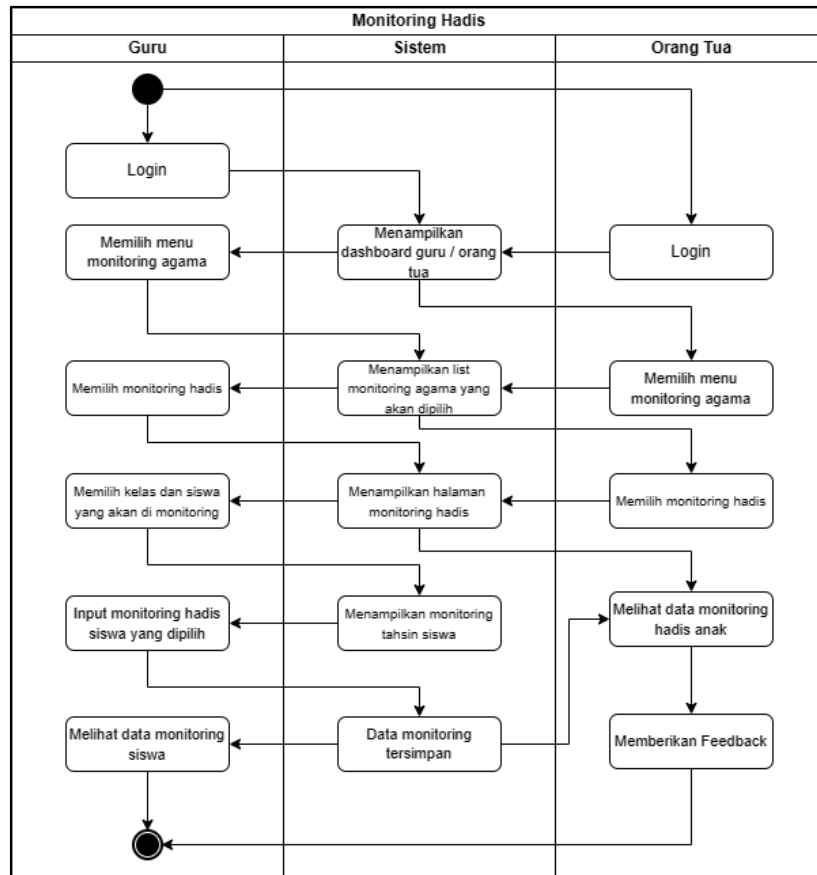 Monitoring Hadis
Guru
Sistem
Orang Tua
Login
Memilih menu
monitoring agama
Menampilkan
dashboard guru / orang
tua
Login
Memilih monitoring hadis
Menampilkan list
monitoring agama yang
akan dipilih
Memilih menu
monitoring agama
Memilih kelas dan siswa
yang akan di monitoring
Menampilkan halaman
monitoring hadis
Memilih monitoring hadis
Input monitoring hadis
siswa yang dipilih
Menampilkan monitoring
tahsin siswa
Melihat data monitoring
hadis anak
Melihat data monitoring
siswa
Data monitoring
tersimpan
Memberikan Feedback